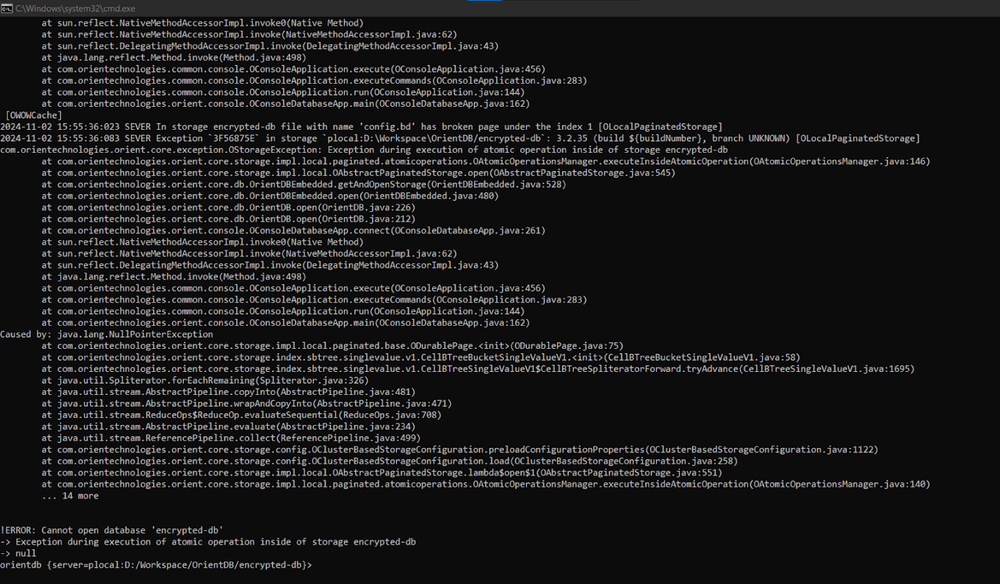 C:\Windows\system32\cmd.exe
at sun.reflect.NativeMethodAccessorImpl.invoke0(Native Method)
at sun.reflect.NativeMethodAccessorImpl.invoke(NativeMethodAccessorImpl.java:62)
at sun.reflect.DelegatingMethodAccessorImpl.invoke(DelegatingMethodAccessorImpl.java:43)
at java.lang.reflect.Method.invoke(Method.java:498)
at com.orientechnologies.common.console.OConsoleApplication.execute(OConsoleApplication.java:456)
at com.orientechnologies.common.console.OConsoleApplication.executeCommands(OConsoleApplication.java:283)
at com.orientechnologies.common.console.OConsoleApplication.run(OConsoleApplication.java:144)
at com.orientechnologies.orient.console.OConsoleDatabaseApp.main(OConsoleDatabaseApp.java:162)
[OWOWCache]
2024-11-02 15:55:36:023 SEVER In storage encrypted-db file with name 'config.bd' has broken page under the index 1 [OLocalPaginatedStorage]
2024-11-02 15:55:36:083 SEVER Exception `3F56875E` in storage `plocal:D:\Workspace\OrientDB/encrypted-db`: 3.2.35 (build ${buildNumber}, branch UNKNOWN) [OLocalPaginatedStorage]
com.orientechnologies.orient.core.exception.OStorageException: Exception during execution of atomic operation inside of storage encrypted-db
at com.orientechnologies.orient.core.storage.impl.local.paginated.atomicoperations.OAtomicOperationsManager.executeInsideAtomicOperation(OAtomicOperationsManager.java:146)
at com.orientechnologies.orient.core.storage.impl.local.OAbstractPaginatedStorage.open(OAbstractPaginatedStorage.java:545)
at com.orientechnologies.orient.core.db.OrientDBEmbedded.getAndOpenStorage(OrientDBEmbedded.java:528)
at com.orientechnologies.orient.core.db.OrientDBEmbedded.open(OrientDBEmbedded.java:480)
at com.orientechnologies.orient.core.db.OrientDB.open(OrientDB.java:226)
at com.orientechnologies.orient.core.db.OrientDB.open(OrientDB.java:212)
at com.orientechnologies.orient.console.OConsoleDatabaseApp.connect(OConsoleDatabaseApp.java:261)
at sun.reflect.NativeMethodAccessorImpl.invoke0(Native Method)
at sun.reflect.NativeMethodAccessorImpl.invoke(NativeMethodAccessorImpl.java:62)
at sun.reflect.DelegatingMethodAccessorImpl.invoke(DelegatingMethodAccessorImpl.java:43)
at java.lang.reflect.Method.invoke(Method.java:498)
at com.orientechnologies.common.console.OConsoleApplication.execute(OConsoleApplication.java:456)
at com.orientechnologies.common.console.OConsoleApplication.executeCommands(OConsoleApplication.java:283)
at com.orientechnologies.common.console.OConsoleApplication.run(OConsoleApplication.java:144)
at com.orientechnologies.orient.console.OConsoleDatabaseApp.main(OConsoleDatabaseApp.java:162)
Caused by: java.lang.NullPointerException
at com.orientechnologies.orient.core.storage.impl.local.paginated.base.ODurablePage.<init>(ODurablePage.java:75)
at com.orientechnologies.orient.core.storage.index.sbtree.singlevalue.v1.CellBTreeBucketSingleValueV1.<init>(CellBTreeBucketSingleValueV1.java:58)
at com.orientechnologies.orient.core.storage.index.sbtree.singlevalue.v1.CellBTreeSingleValueV1$CellBTreeSpliteratorForward.tryAdvance(CellBTreeSingleValueV1.java:1695)
at java.util.Spliterator.forEachRemaining(Spliterator.java:326)
at java.util.stream.AbstractPipeline.copyInto(AbstractPipeline.java:481)
at java.util.stream.AbstractPipeline.wrapAndCopyInto(AbstractPipeline.java:471)
at java.util.stream.ReduceOps$ReduceOp.evaluateSequential(ReduceOps.java:708)
at java.util.stream.AbstractPipeline.evaluate(AbstractPipeline.java:234)
at java.util.stream.ReferencePipeline.collect(ReferencePipeline.java:499)
at com.orientechnologies.orient.core.storage.config.OClusterBasedStorageConfiguration.preloadConfigurationProperties(OClusterBasedStorageConfiguration.java:1122)
at com.orientechnologies.orient.core.storage.config.OClusterBasedStorageConfiguration.load(OClusterBasedStorageConfiguration.java:258)
at com.orientechnologies.orient.core.storage.impl.local.OAbstractPaginatedStorage.lambda$open$1(OAbstractPaginatedStorage.java:551)
at com.orientechnologies.orient.core.storage.impl.local.paginated.atomicoperations.OAtomicOperationsManager.executeInsideAtomicOperation(OAtomicOperationsManager.java:140)
... 14 more
!ERROR: Cannot open database 'encrypted-db'
-> Exception during execution of atomic operation inside of storage encrypted-db
-> null
orientdb {server=plocal:D:/Workspace/OrientDB/encrypted-db}>